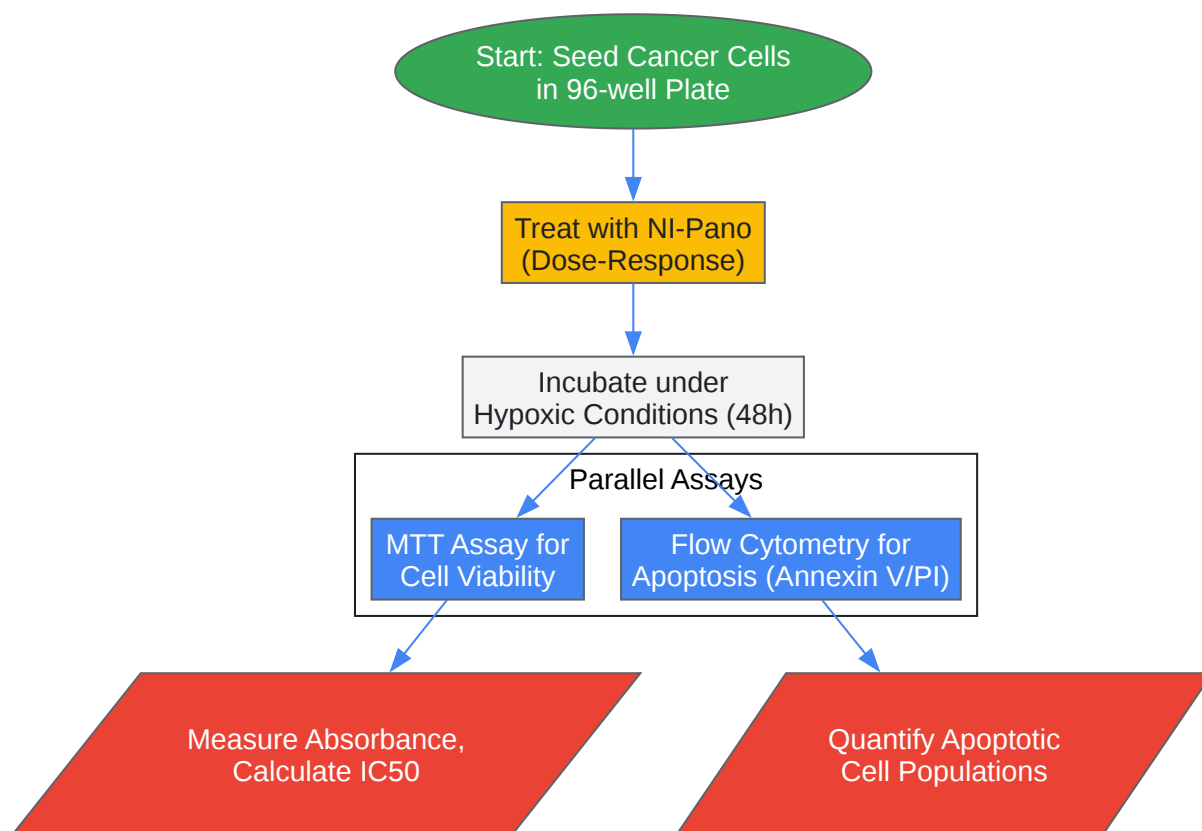 Start: Seed Cancer Cells
in 96-well Plate
Treat with NI-Pano
(Dose-Response)
Incubate under
Hypoxic Conditions (48h)
Parallel Assays
MTT Assay for
Cell Viability
Flow Cytometry for
Apoptosis (Annexin V/PI)
Measure Absorbance,
Calculate IC50
Quantify Apoptotic
Cell Populations